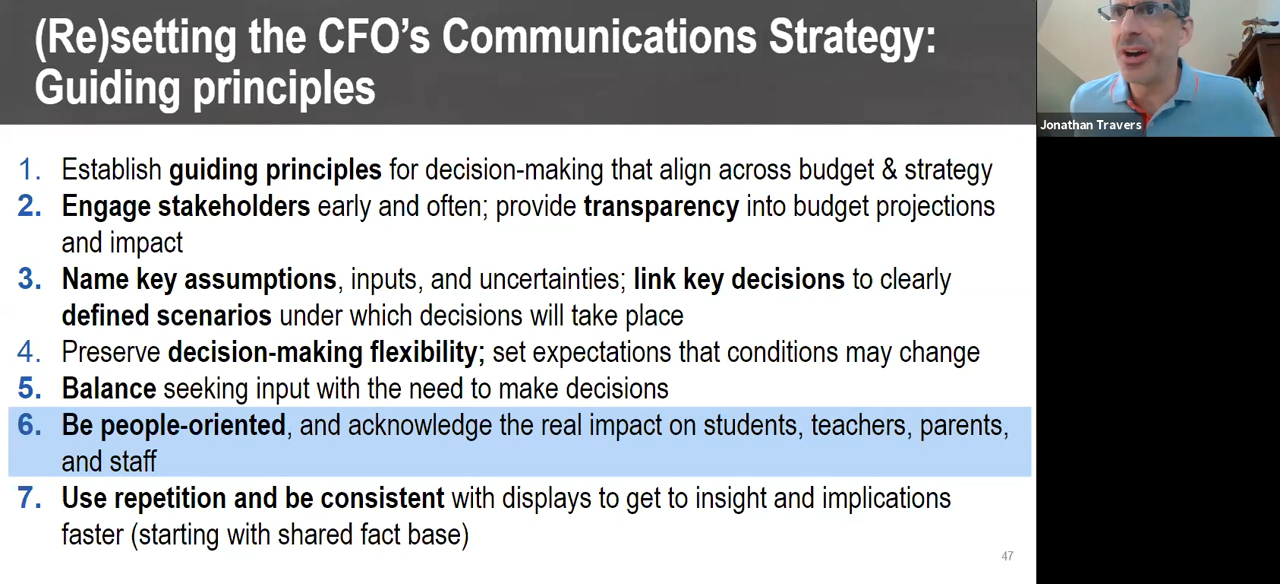 (Re)setting the CFO's Communications Strategy:
Guiding principles
Jonathan Travers
1. Establish guiding principles for decision-making that align across budget & strategy
2. Engage stakeholders early and often; provide transparency into budget projections
and impact
3. Name key assumptions, inputs, and uncertainties; link key decisions to clearly
defined scenarios under which decisions will take place
4. Preserve decision-making flexibility; set expectations that conditions may change
5. Balance seeking input with the need to make decisions
6. Be people-oriented, and acknowledge the real impact on students, teachers, parents,
and staff
7. Use repetition and be consistent with displays to get to insight and implications
faster (starting with shared fact base)
47